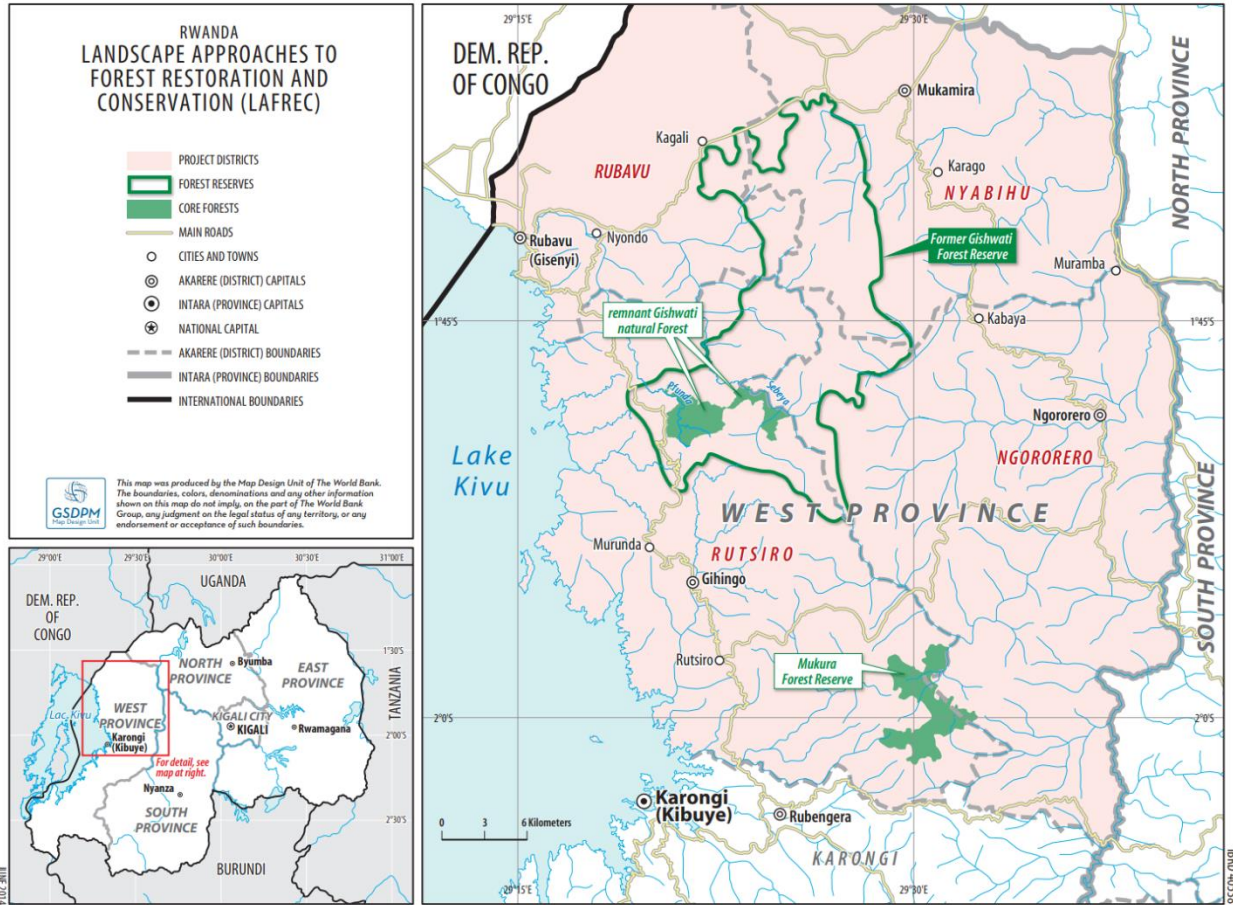 RWANDA
LANDSCAPE APPROACHES TO
FOREST RESTORATION AND
CONSERVATION (LAFREC)
PROJECT DISTRICTS
FOREST RESERVES
CORE FORESTS
MAIN ROADS
CITIES AND TOWNS
AKARERE (DISTRICT) CAPITALS
INTARA (PROVINCE) CAPITALS
NATIONAL CAPITAL
AKARERE (DISTRICT) BOUNDARIES
INTARA (PROVINCE) BOUNDARIES
INTERNATIONAL BOUNDARIES
GSDPM
Map Design Unit
This map was produced by the Map Design Unit of The World Bank.
The boundaries, colors, denominations and any other information
shown on this map do not imply, on the part of The World Bank
Group, any judgment on the legal status of any territory, or any
endorsement or acceptance of such boundaries.
29°00'E
29°30'E
30°00'E
30°30'E
31°00'E
UGANDA
DEM. REP.
OF
CONGO
1°30'S
NORTH
PROVINCE
Byumba
EAST
PROVINCE
TANZANIA
WEST
PROVINCE
Lac Kivu
KIGALI CITY
KIGALI
Rwamagana
Karongi
(Kibuye)
2°00'S
For detail, see
map at right.
Nyanza
SOUTH
PROVINCE
2°30'S
BURUNDI
JUNE 2014
29°15'E
29°30'E
DEM. REP.
OF CONGO
Mukamira
NORTH PROVINCE
Kagali
RUBAVU
Karago
NYABIHU
Rubavu
(Gisenyi)
Nyondo
Former Gishwati
Forest Reserve
Muramba
1°45'S
remnant Gishwati
natural Forest
Kabaya
1°45'S
Pfunda
Sebeya
Ngororero
Lake
Kivu
NGORORERO
WEST PROVINCE
SOUTH PROVINCE
Murunda
RUTSIRO
Gihingo
Rutsiro
Mukura
Forest Reserve
2°0'S
2°0'S
Karongi
(Kibuye)
Rubengera
0 3 6 Kilometers
KARONGI
29°15'E
29°30'E